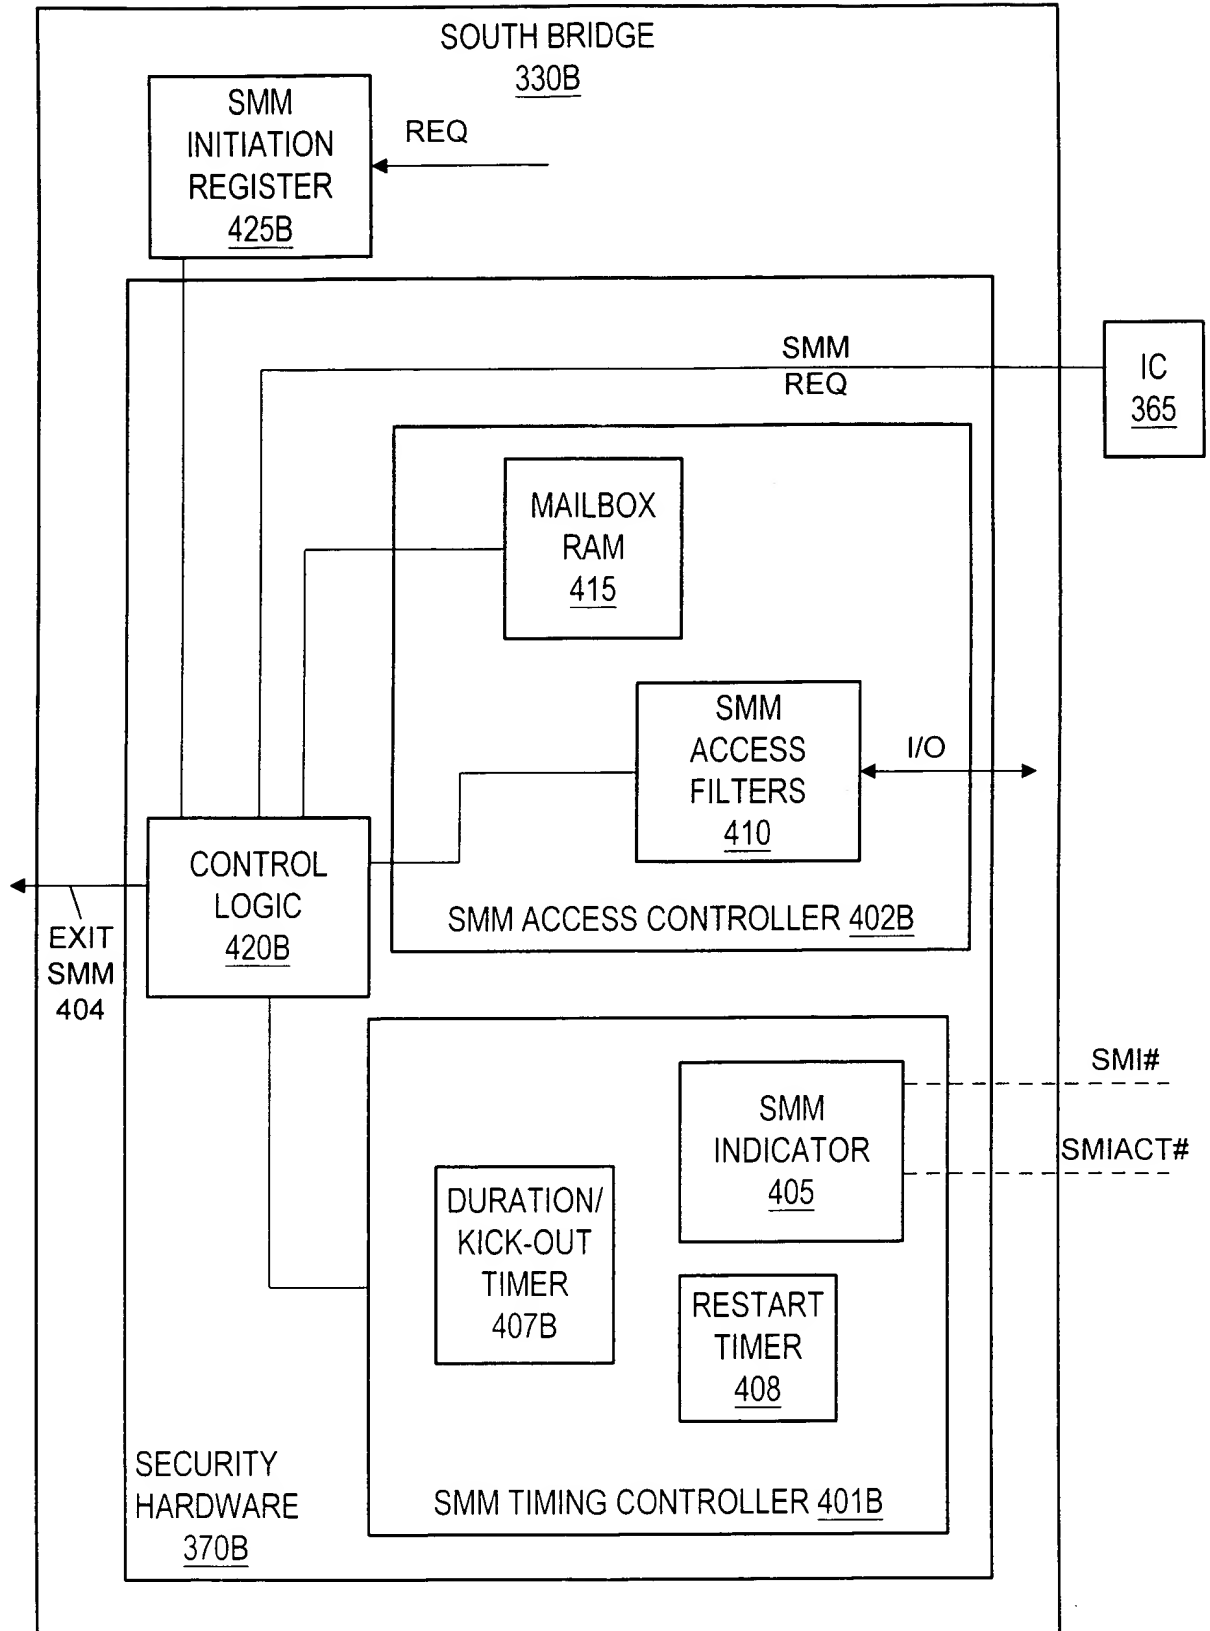 SOUTH BRIDGE
330B
SMM
INITIATION
REGISTER
425B
REQ
SMM
REQ
IC
365
MAILBOX
RAM
415
SMM
ACCESS
FILTERS
410
I/O
CONTROL
LOGIC
420B
SMM ACCESS CONTROLLER 402B
EXIT
SMM
404
SMI#
SMIACT#
SMM
INDICATOR
405
DURATION/
KICK-OUT
TIMER
407B
RESTART
TIMER
408
SMM TIMING CONTROLLER 401B
SECURITY
HARDWARE
370B